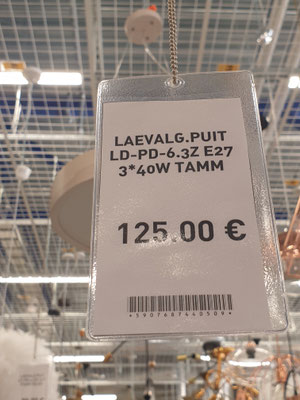 LAEVALG.PUIT
LD-PD-6.3Z E27
3*40W TAMM
125.00 €